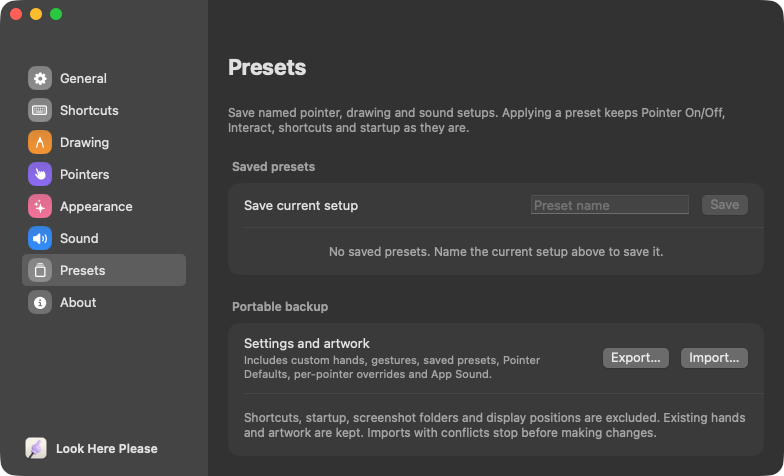 Presets
General
Shortcuts
Drawing
Pointers
Appearance
Sound
Presets
About
Look Here Please
Save named pointer, drawing and sound setups. Applying a preset keeps Pointer On/Off,
Interact, shortcuts and startup as they are.
Saved presets
Save current setup
Preset name
Save
No saved presets. Name the current setup above to save it.
Portable backup
Settings and artwork
Includes custom hands, gestures, saved presets, Pointer
Defaults, per-pointer overrides and App Sound.
Export...
Import...
Shortcuts, startup, screenshot folders and display positions are excluded. Existing hands
and artwork are kept. Imports with conflicts stop before making changes.